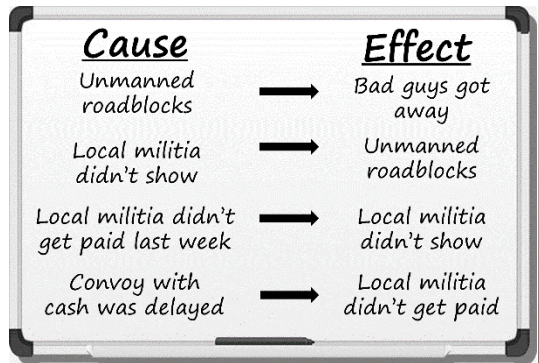 Cause Effect
Unmanned
roadblocks
Bad guys got
away
Local militia
didn't show
Unmanned
roadblocks
Local militia didn't
get paid last week
Local militia
didn't show
Convoy with
cash was delayed
Local militia
didn't get paid